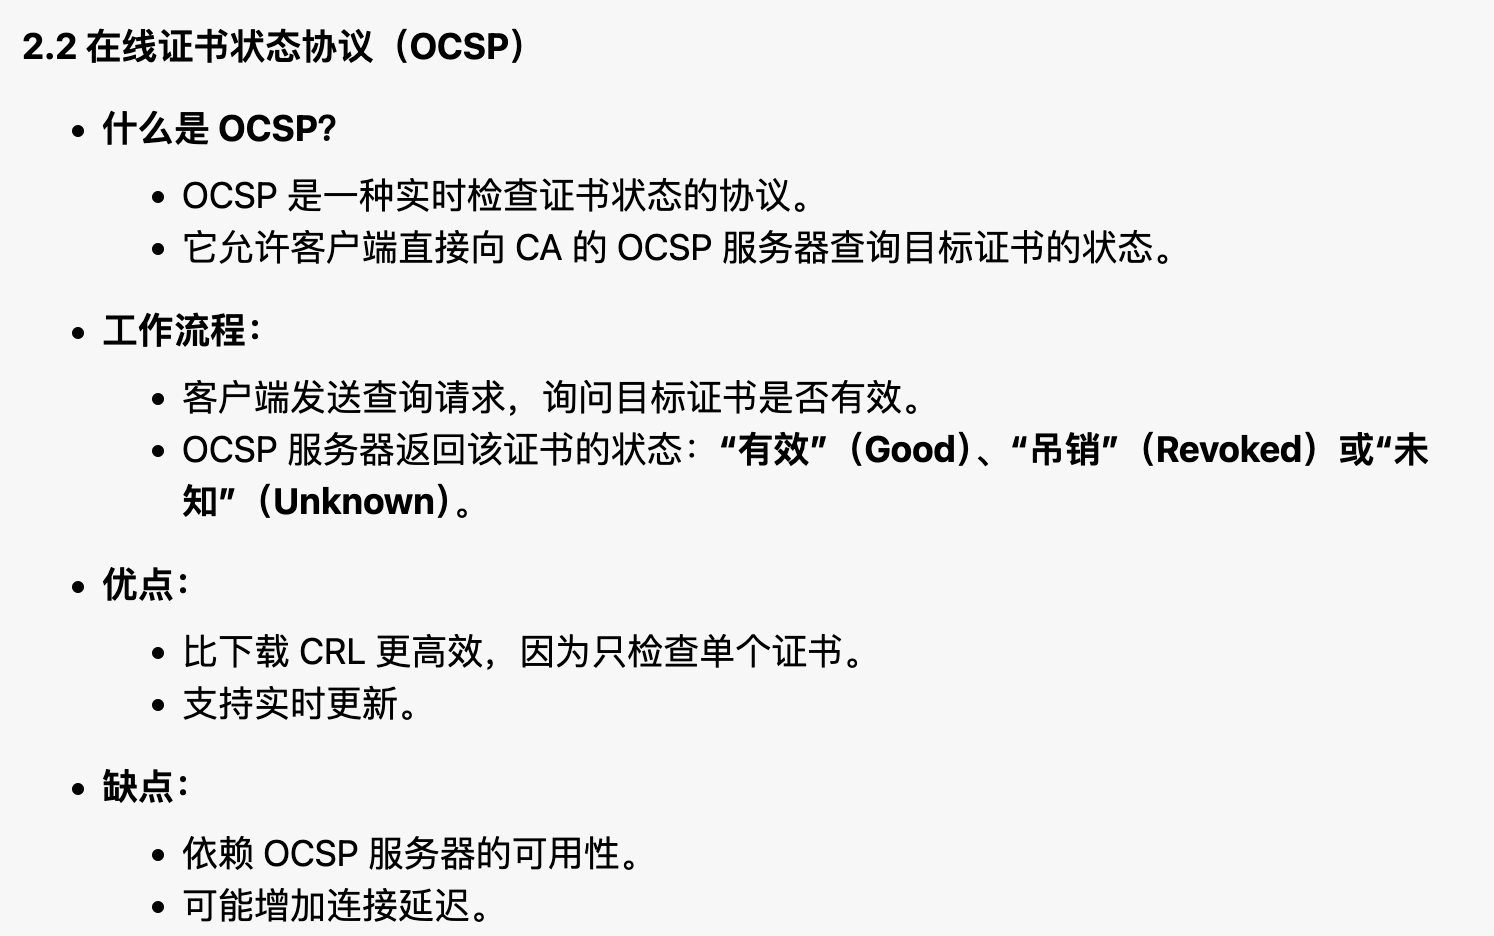 2.2 在线证书状态协议（OCSP）
• 什么是 OCSP?
• OCSP 是一种实时检查证书状态的协议。
• 它允许客户端直接向 CA 的 OCSP 服务器查询目标证书的状态。
• 工作流程：
• 客户端发送查询请求，询问目标证书是否有效。
• OCSP 服务器返回该证书的状态：“有效”（Good）、“吊销”（Revoked）或“未
知”（Unknown）。
• 优点：
• 比下载 CRL 更高效，因为只检查单个证书。
• 支持实时更新。
• 缺点：
• 依赖 OCSP 服务器的可用性。
• 可能增加连接延迟。